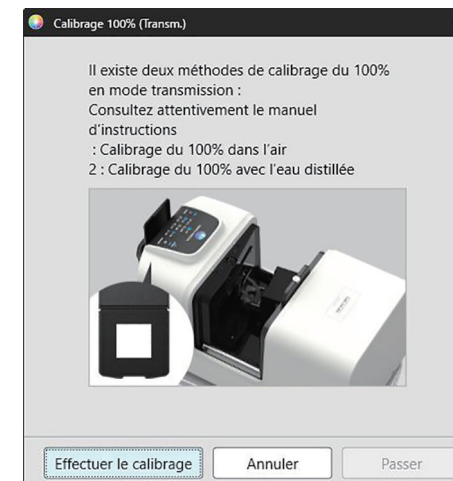 Calibrage 100% (Transm.)
Il existe deux méthodes de calibrage du 100%
en mode transmission :
Consultez attentivement le manuel
d'instructions
: Calibrage du 100% dans l'air
2 : Calibrage du 100% avec l'eau distillée
Effectuer le calibrage
Annuler
Passer